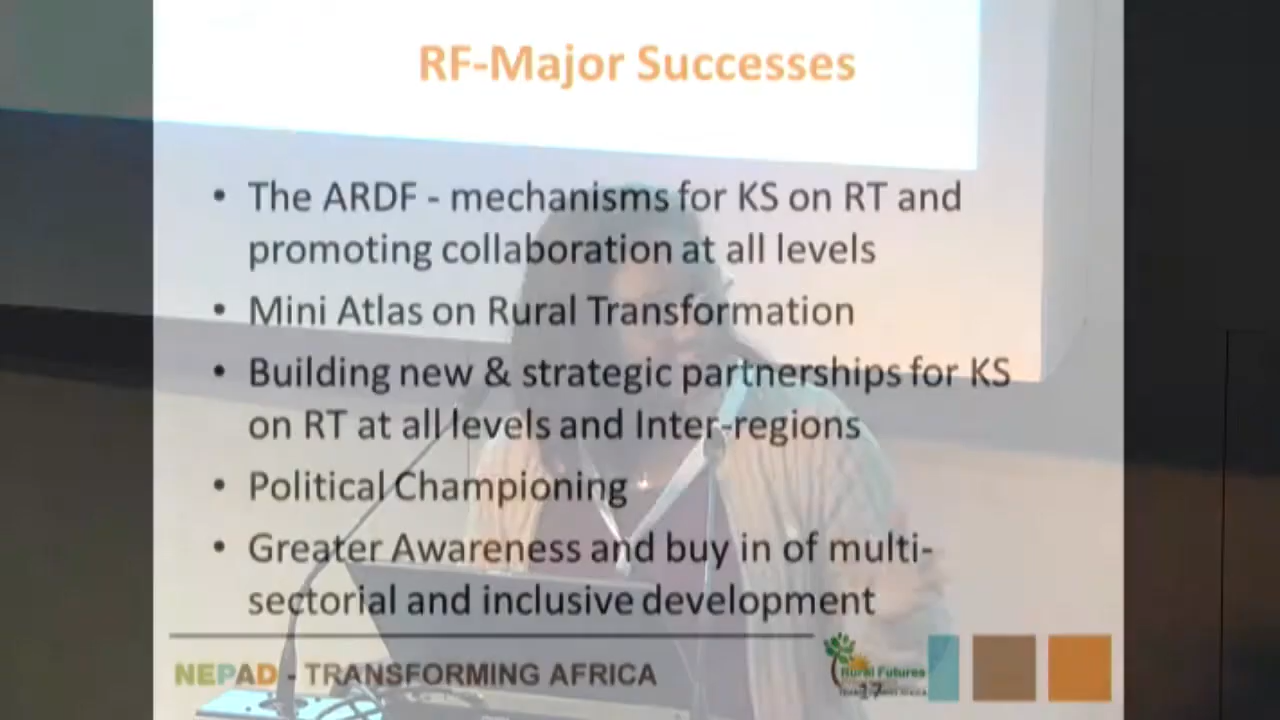 RF-Major Successes
• The ARDF - mechanisms for KS on RT and
promoting collaboration at all levels
• Mini Atlas on Rural Transformation
• Building new & strategic partnerships for KS
on RT at all levels and Inter-regions
• Political Championing
• Greater Awareness and buy in of multi-
sectorial and inclusive development
NEPAD - TRANSFORMING AFRICA
Rural Futures
17